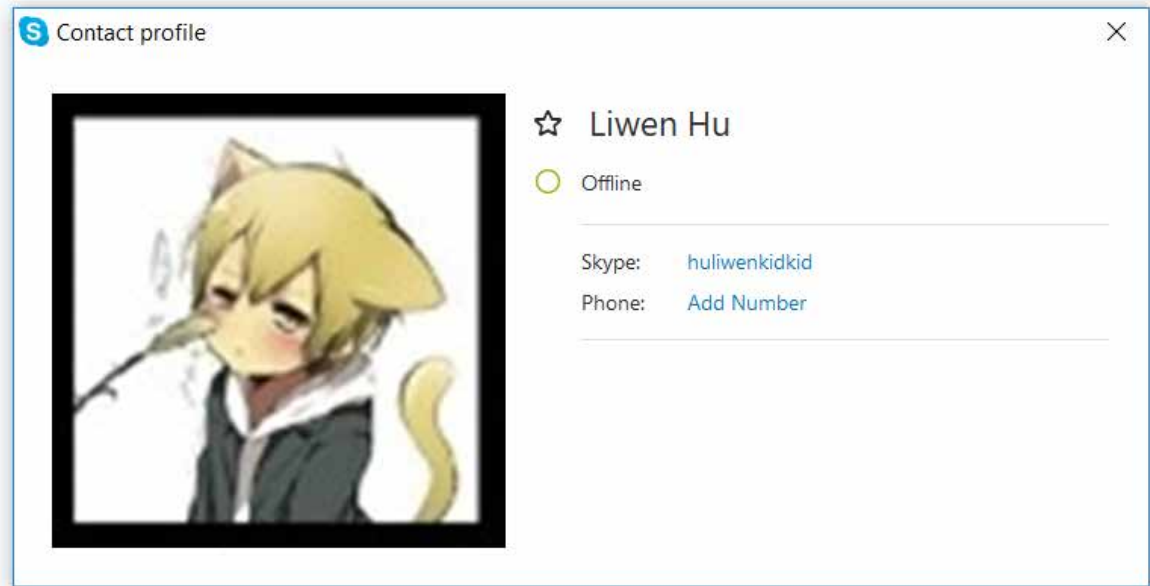 Contact profile
Liwen Hu
Offline
Skype: huliwenkidkid
Phone: Add Number